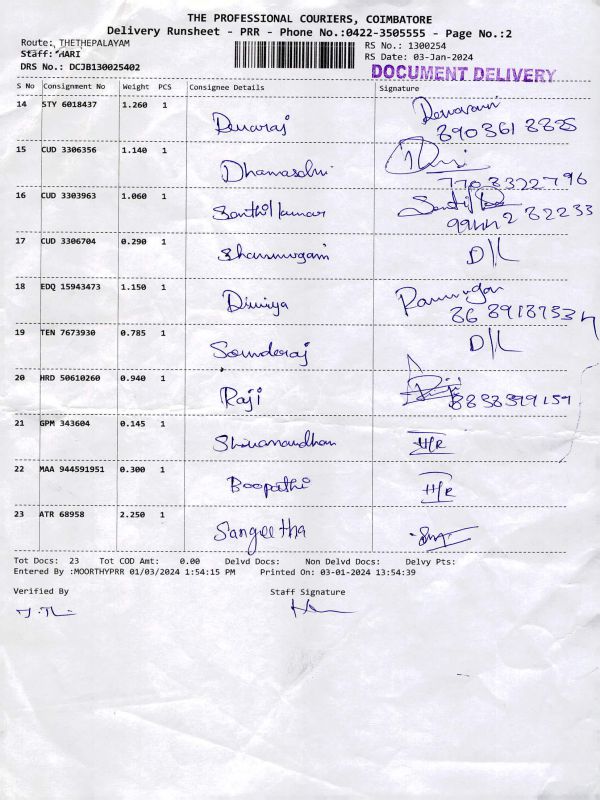 THE PROFESSIONAL COURIERS, COIMBATORE
Delivery Runsheet - PRR - Phone No.:0422-3505555 - Page No.:2
Route: THETHEPALAYAM RS No.: 1300254
Staff: HARI RS Date: 03-Jan-2024
DRS No.: DCJB130025402 DOCUMENT DELIVERY
S No Consignment No Weight PCS Consignee Details Signature
14 STY 6018437 1.260 1 Devaraj
15 CUD 3306356 1.140 1
16 CUD 3303963 1.060 1 Santhil kumar
17 CUD 3306704 0.290 1 Shanmugam D/L
18 EDQ 15943473 1.150 1 Diviya
19 TEN 7673930 0.785 1 Sounderaj D/L
20 HRD 50610260 0.940 1 Raji
21 GPM 343604 0.145 1 Shivanandhan H/R
22 MAA 944591951 0.300 1 Boopathi H/R
23 ATR 68958 2.250 1 Sangeetha
Tot Docs: 23 Tot COD Amt: 0.00 Delvd Docs: Non Delvd Docs: Delvy Pts:
Entered By :MOORTHYPRR 01/03/2024 1:54:15 PM Printed On: 03-01-2024 13:54:39
Verified By Staff Signature